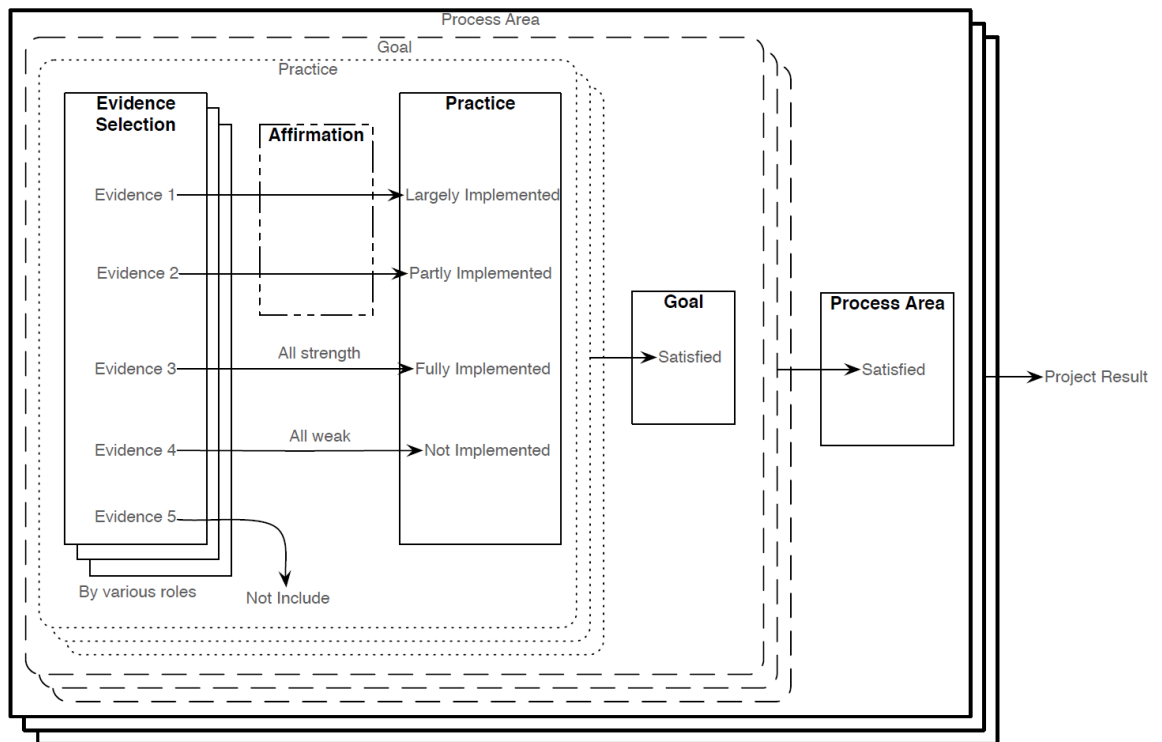 Process Area
Goal
Practice
Evidence
Selection
Affirmation
Practice
Evidence 1
Largely Implemented
Evidence 2
Partly Implemented
Goal
Process Area
All strength
Satisfied
Evidence 3
Fully Implemented
Satisfied
Project Result
All weak
Evidence 4
Not Implemented
Evidence 5
By various roles
Not Include